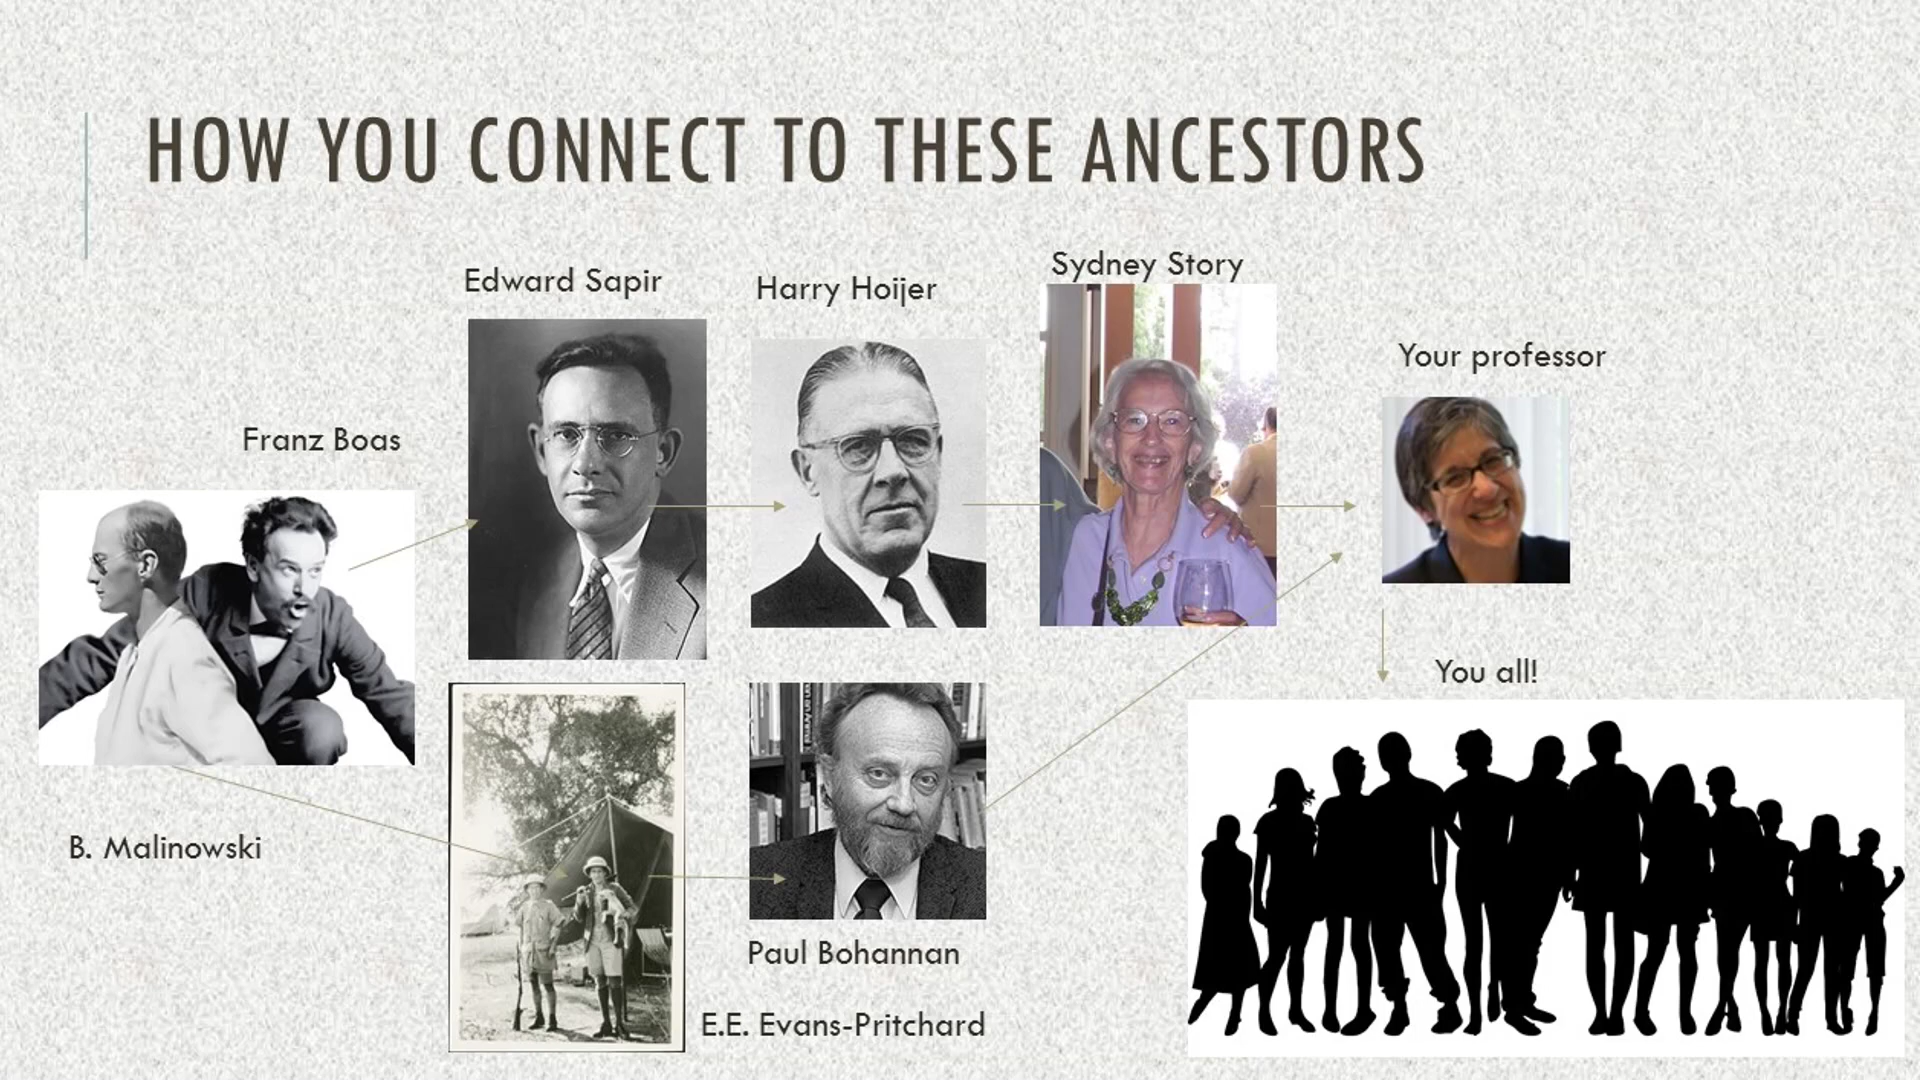 HOW YOU CONNECT TO THESE ANCESTORS
Sydney Story
Edward Sapir
Harry Hoijer
Your professor
Franz Boas
You all!
B. Malinowski
Paul Bohannan
E.E. Evans-Pritchard